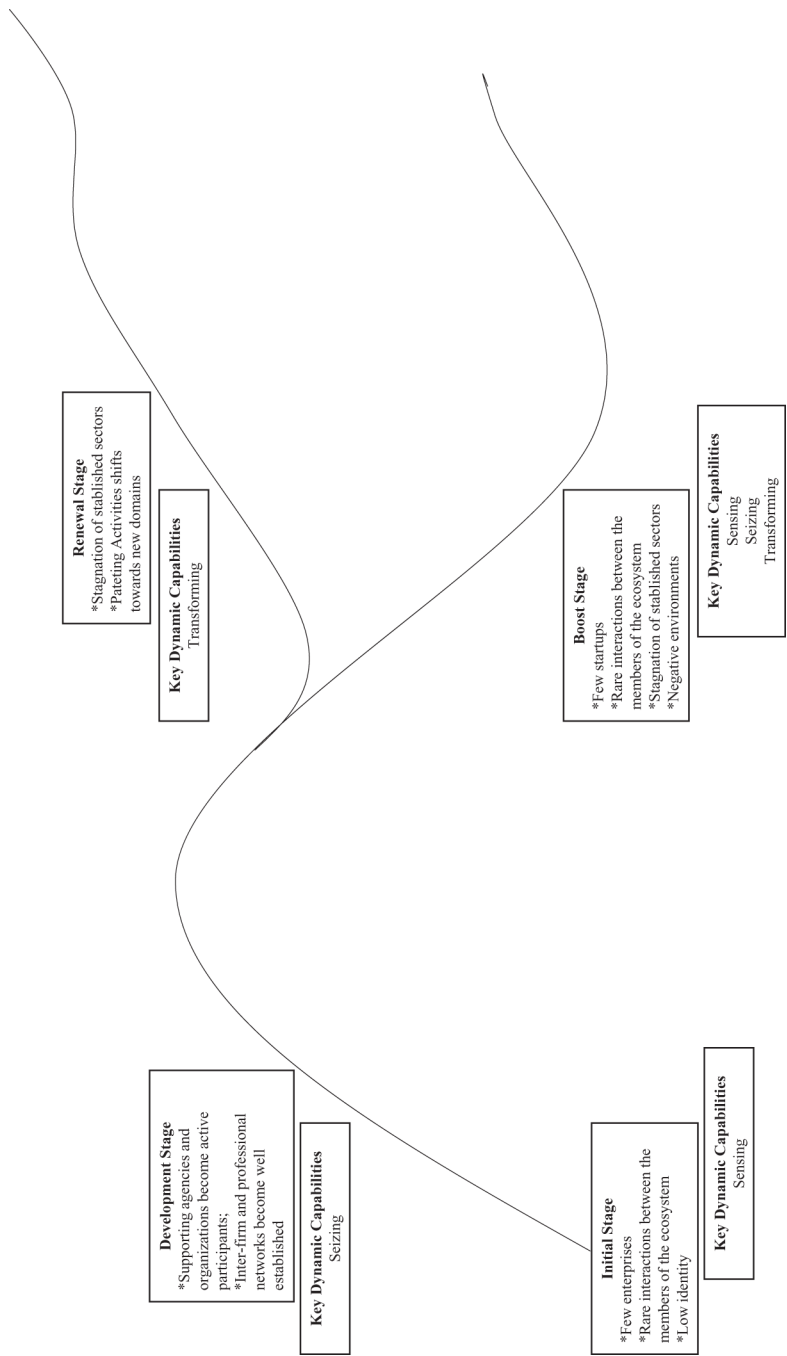 Development Stage
*Supporting agencies and
organizations become active
participants;
*Inter-firm and professional
networks become well
established
Key Dynamic Capabilities
Seizing
Initial Stage
*Few enterprises
*Rare interactions between the
members of the ecosystem
*Low identity
Key Dynamic Capabilities
Sensing
Renewal Stage
*Stagnation of stablished sectors
*Pateting Activities shifts
towards new domains
Key Dynamic Capabilities
Transforming
Boost Stage
*Few startups
*Rare interactions between the
members of the ecosystem
*Stagnation of stablished sectors
*Negative environments
Key Dynamic Capabilities
Sensing
Seizing
Transforming